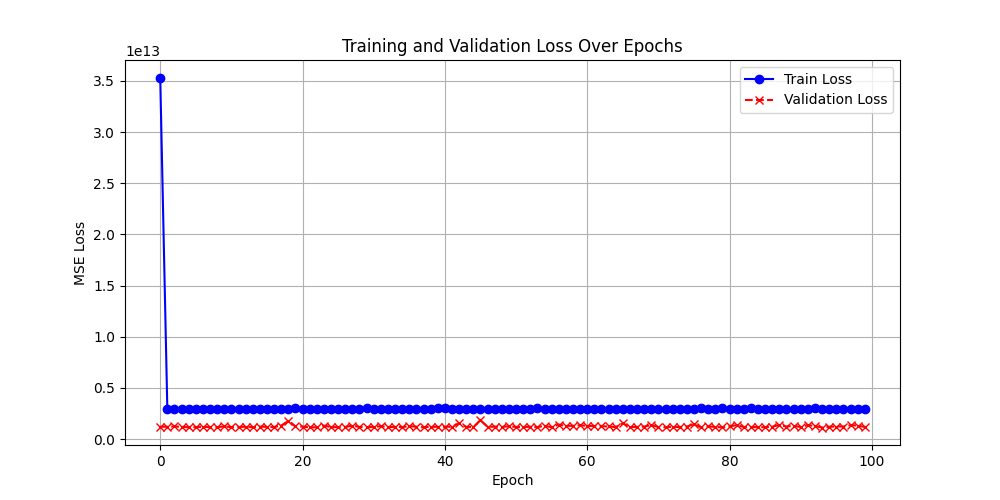 Training and Validation Loss Over Epochs
1e13
Train Loss
Validation Loss
3.5
3.0
2.5
2.0
1.5
1.0
0.5
0.0
MSE Loss
0 20 40 60 80 100
Epoch